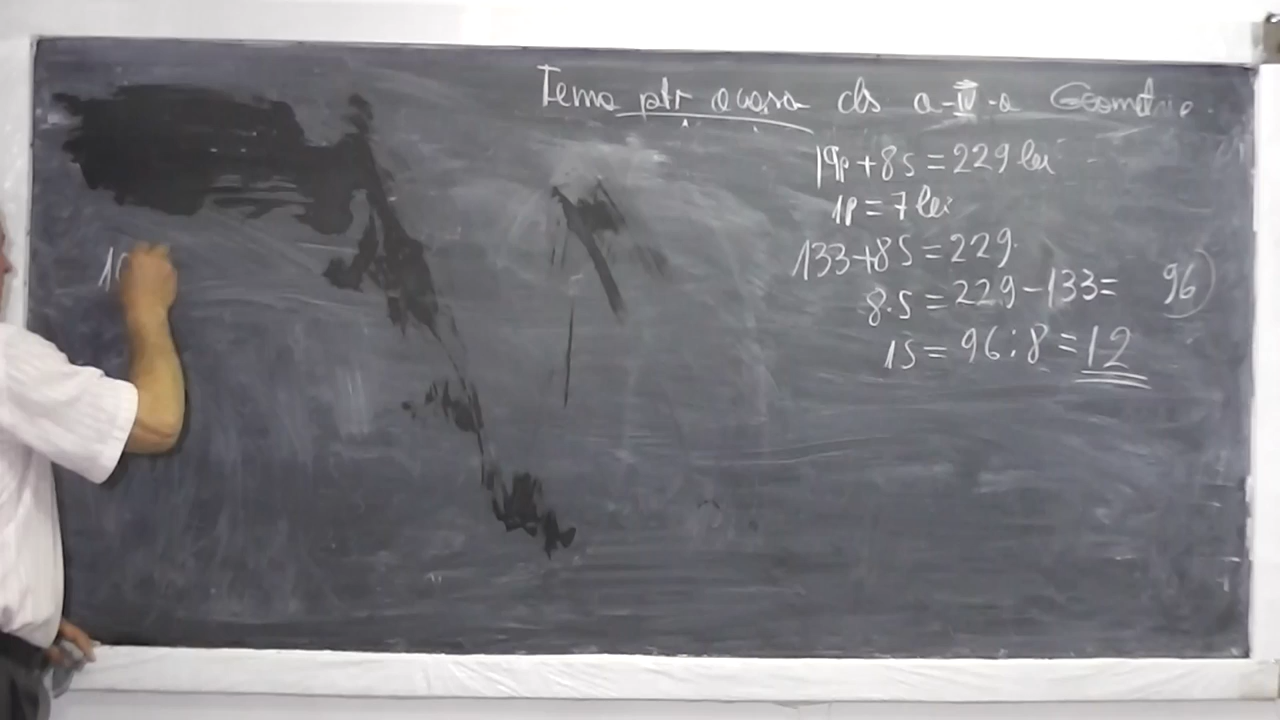 Tema ptr acasa cls a-IV-a Geometrie
19p+8s=229 lei
1p=7 lei
133+8s=229
8.s=229-133= 96)
1s=96:8=12
10